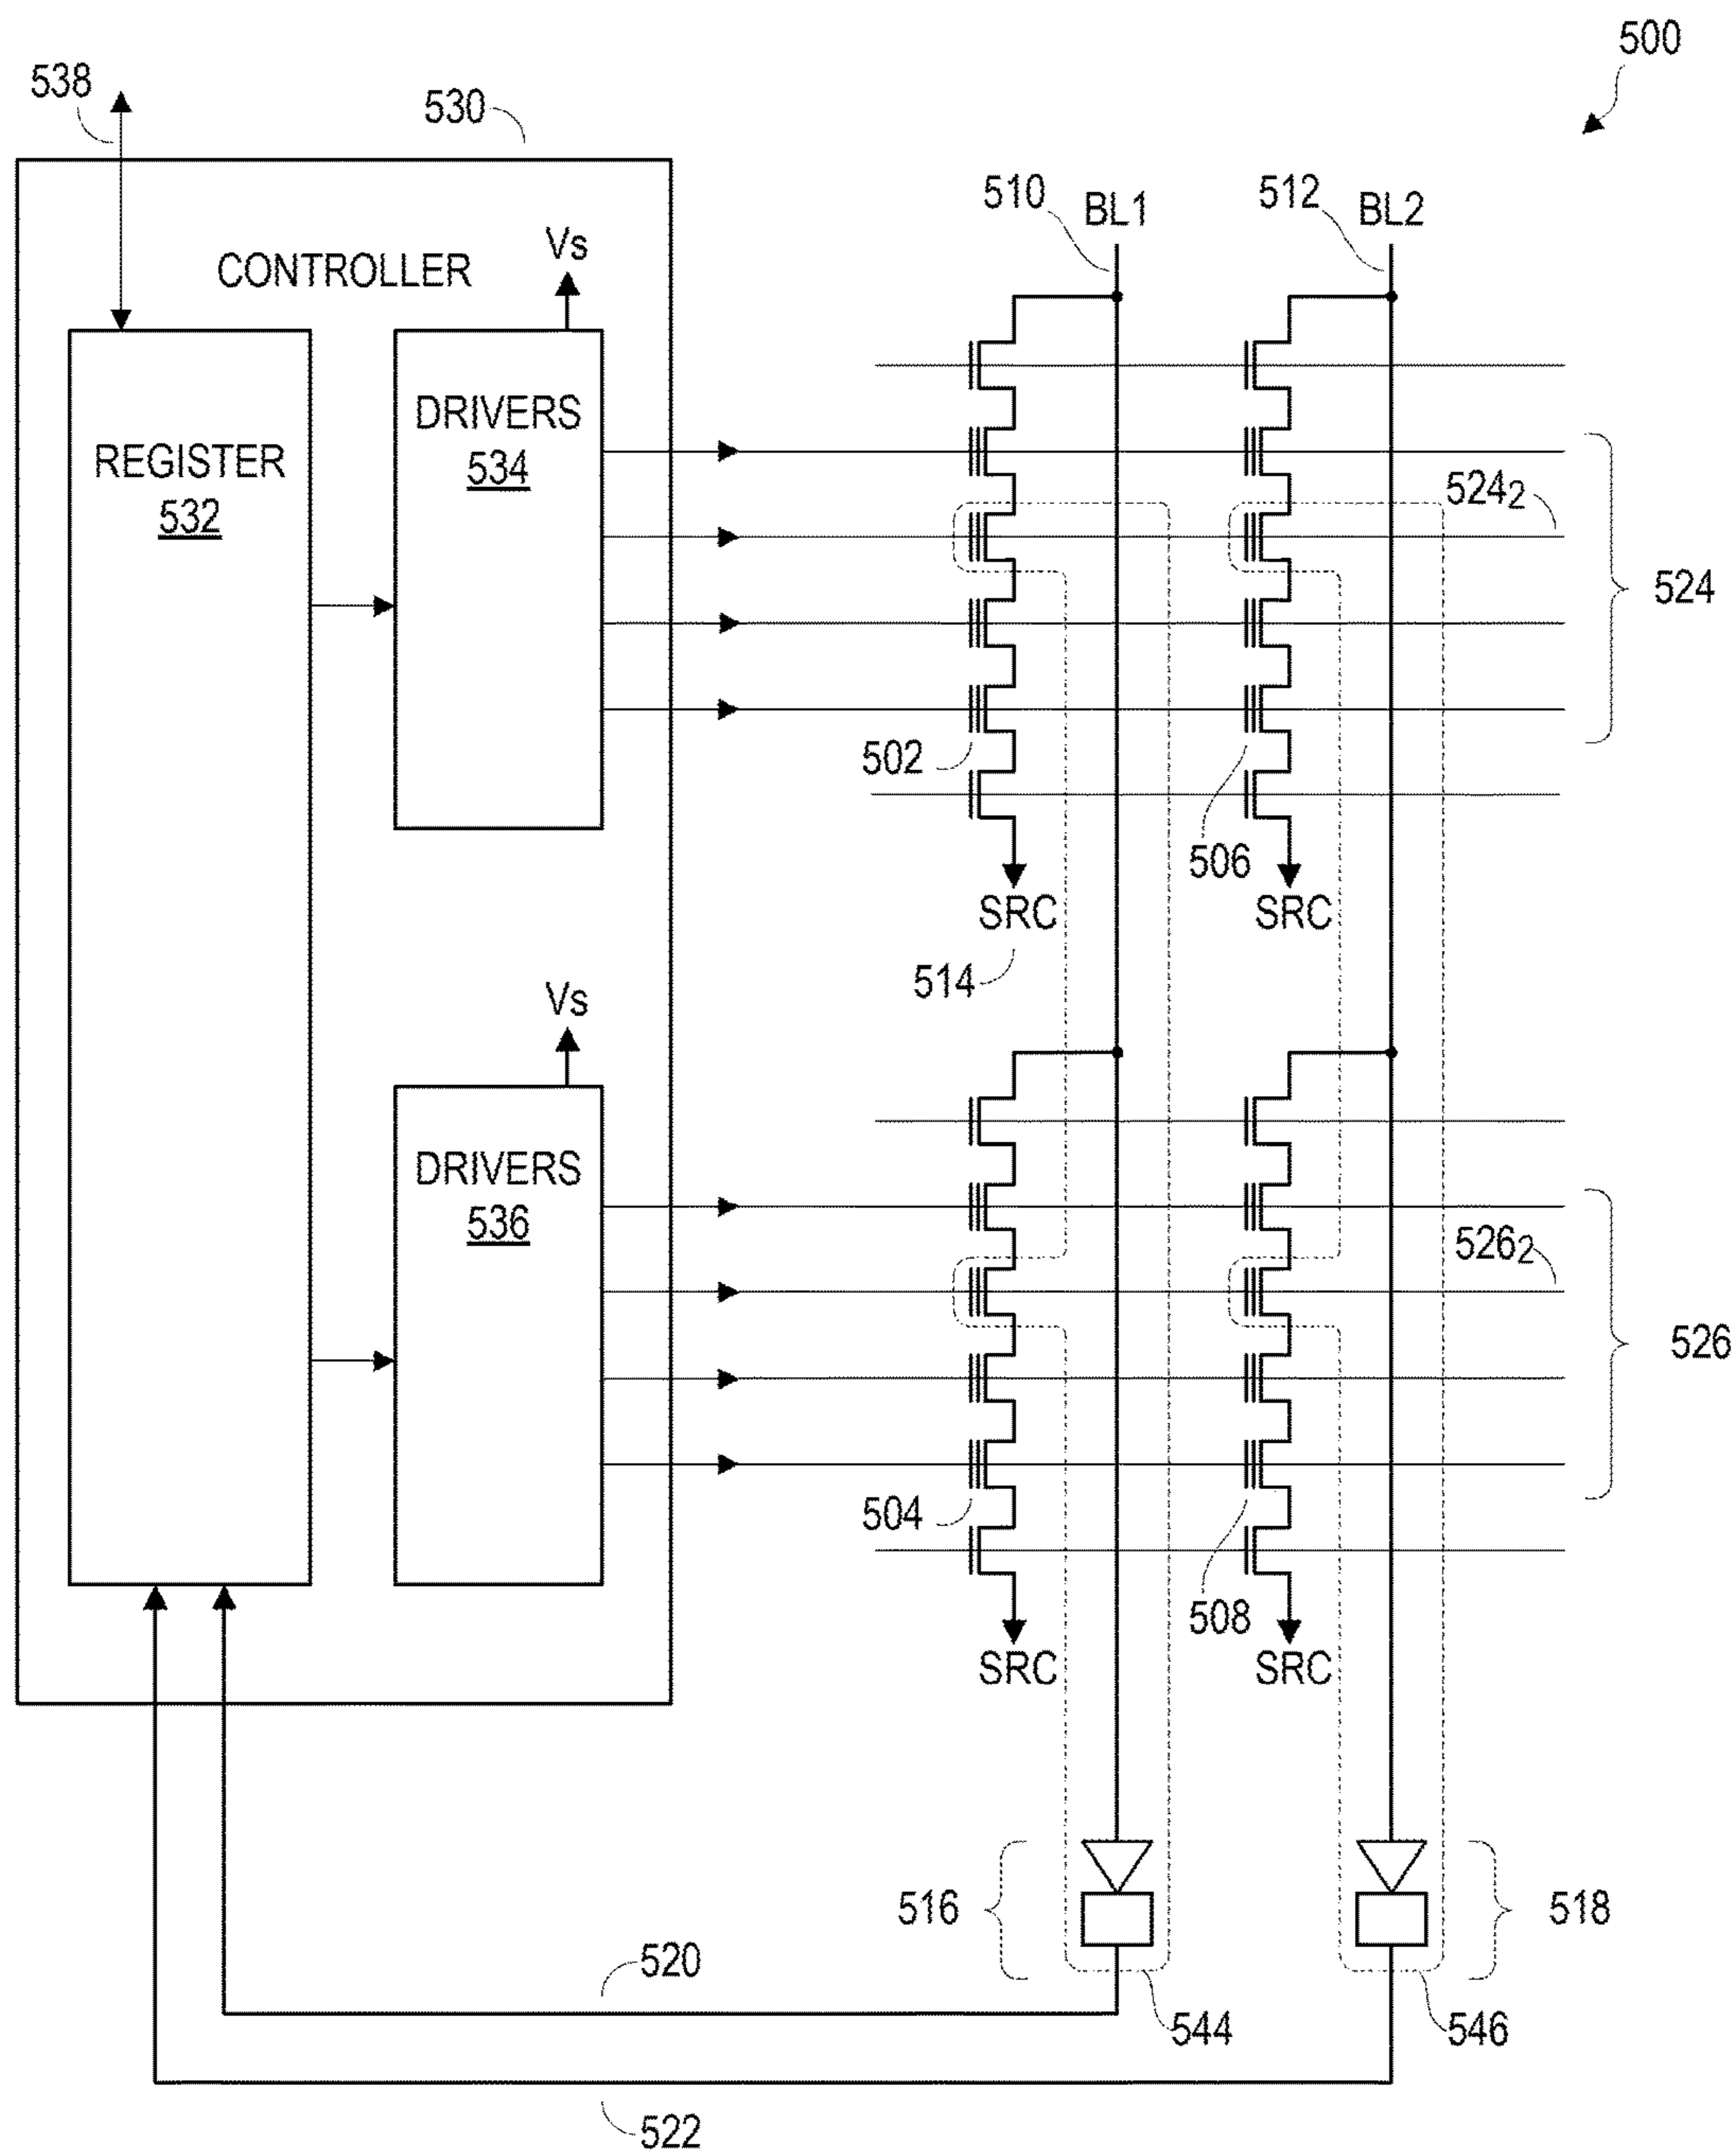 500
538
530
510
BL1
512
BL2
Vs
CONTROLLER
DRIVERS
534
REGISTER
532
524₂
524
502
506
SRC
SRC
514
Vs
DRIVERS
536
526₂
526
504
508
SRC
SRC
516
518
520
544
546
522